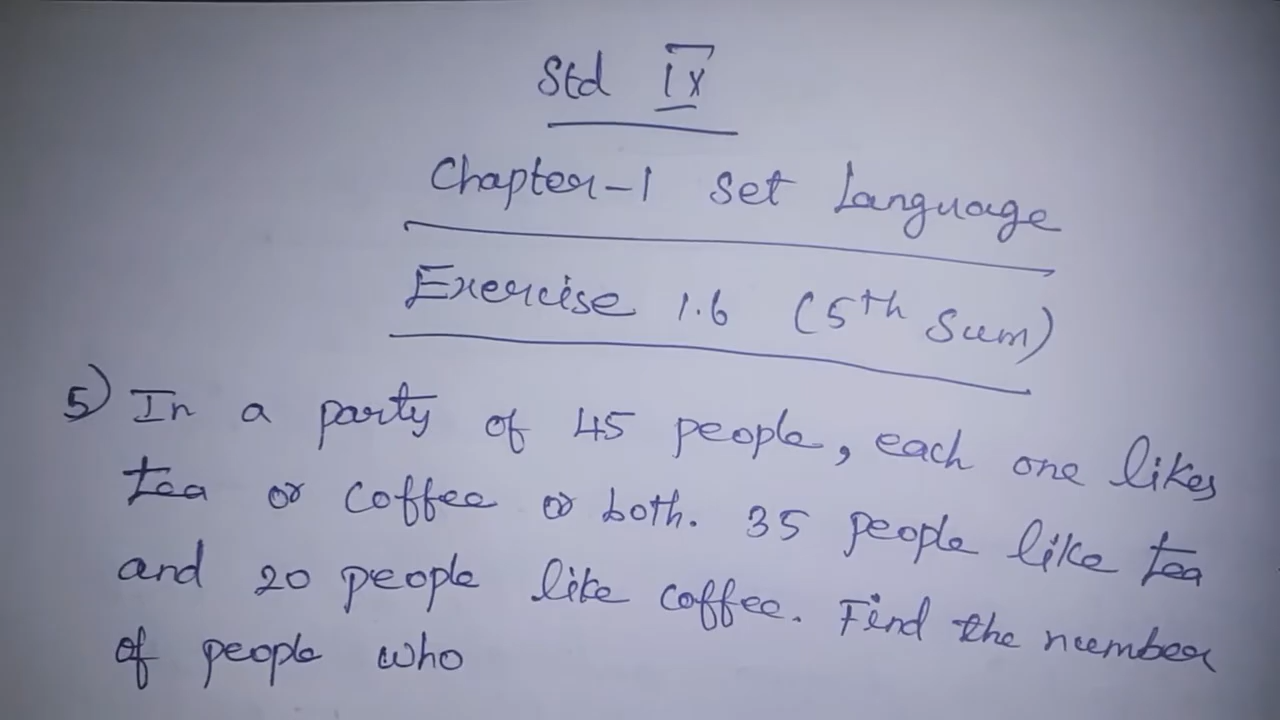 Std IX
Chapter-1 Set Language
Exercise 1.6 (5th Sum)
5) In a party of 45 people, each one likes
tea or coffee or both. 35 people like tea
and 20 people like coffee. Find the number
of people who